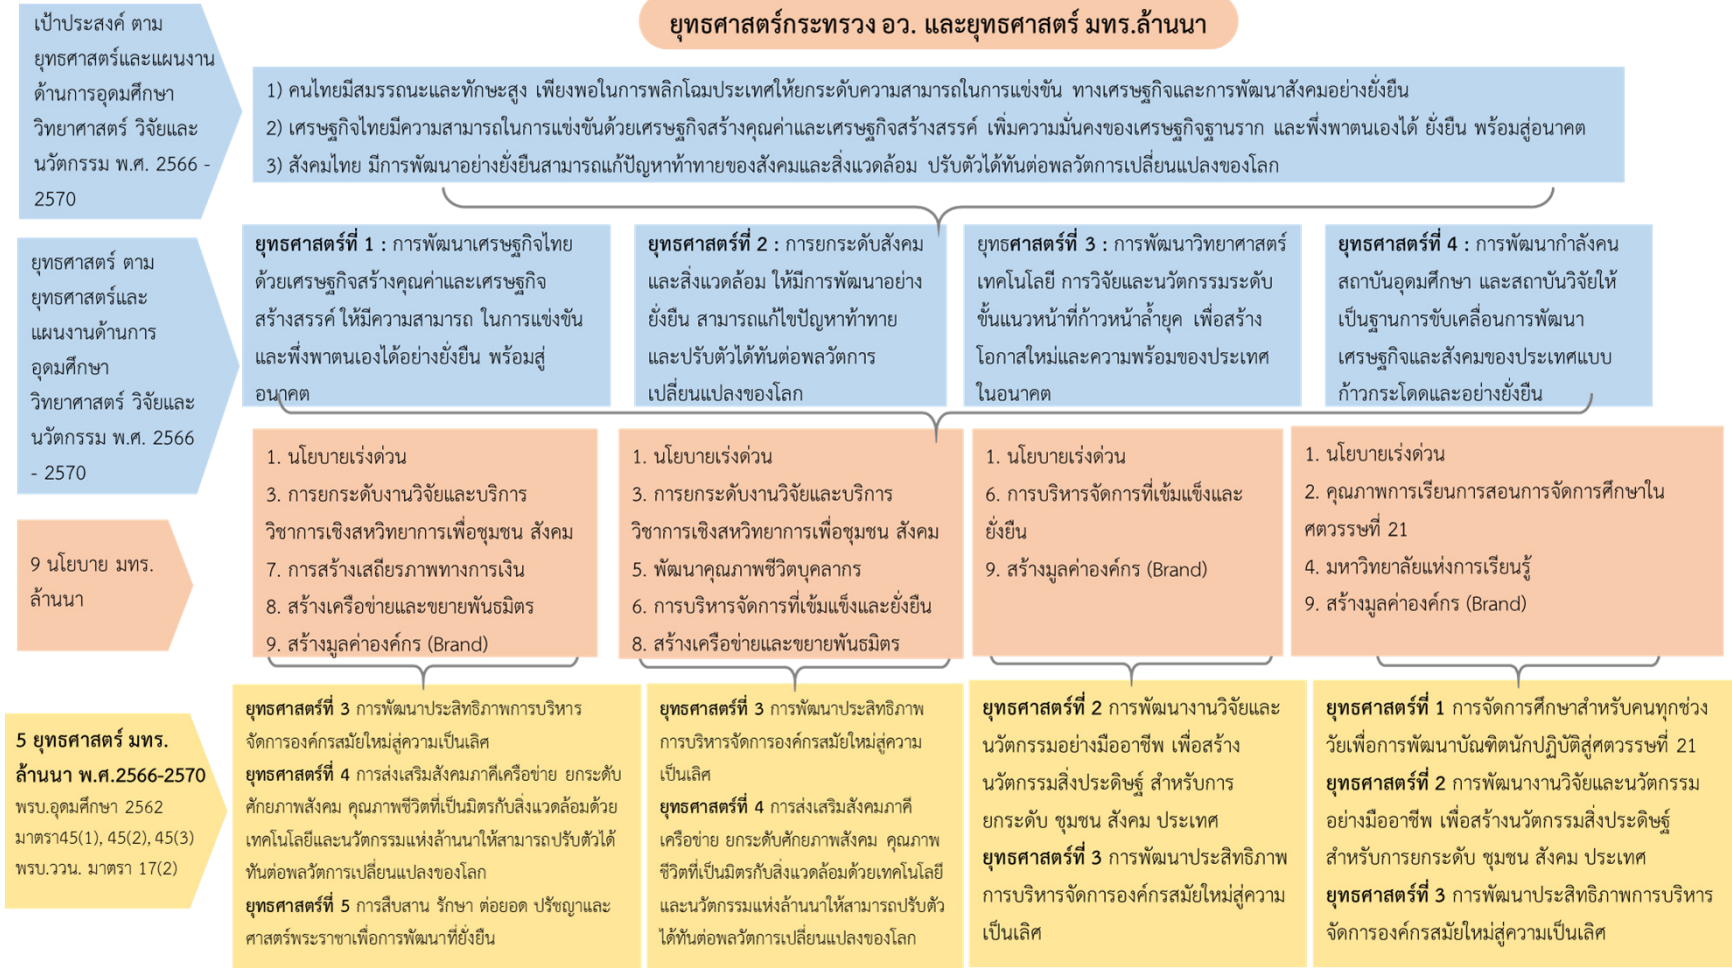 ยุทธศาสตร์กระทรวง อว. และยุทธศาสตร์ มทร.ล้านนา
เป้าประสงค์ ตาม
ยุทธศาสตร์และแผนงาน
ด้านการอุดมศึกษา
วิทยาศาสตร์ วิจัยและ
นวัตกรรม พ.ศ. 2566 -
2570
1) คนไทยมีสมรรถนะและทักษะสูง เพียงพอในการพลิกโฉมประเทศให้ยกระดับความสามารถในการแข่งขัน ทางเศรษฐกิจและการพัฒนาสังคมอย่างยั่งยืน
2) เศรษฐกิจไทยมีความสามารถในการแข่งขันด้วยเศรษฐกิจสร้างคุณค่าและเศรษฐกิจสร้างสรรค์ เพิ่มความมั่นคงของเศรษฐกิจฐานราก และพึ่งพาตนเองได้ ยั่งยืน พร้อมสู่อนาคต
3) สังคมไทย มีการพัฒนาอย่างยั่งยืนสามารถแก้ปัญหาท้าทายของสังคมและสิ่งแวดล้อม ปรับตัวได้ทันต่อพลวัตการเปลี่ยนแปลงของโลก
ยุทธศาสตร์ ตาม
ยุทธศาสตร์และ
แผนงานด้านการ
อุดมศึกษา
วิทยาศาสตร์ วิจัยและ
นวัตกรรม พ.ศ. 2566
- 2570
ยุทธศาสตร์ที่ 1 : การพัฒนาเศรษฐกิจไทย
ด้วยเศรษฐกิจสร้างคุณค่าและเศรษฐกิจ
สร้างสรรค์ ให้มีความสามารถ ในการแข่งขัน
และพึ่งพาตนเองได้อย่างยั่งยืน พร้อมสู่
อนาคต
ยุทธศาสตร์ที่ 2 : การยกระดับสังคม
และสิ่งแวดล้อม ให้มีการพัฒนาอย่าง
ยั่งยืน สามารถแก้ไขปัญหาท้าทาย
และปรับตัวได้ทันต่อพลวัตการ
เปลี่ยนแปลงของโลก
ยุทธศาสตร์ที่ 3 : การพัฒนาวิทยาศาสตร์
เทคโนโลยี การวิจัยและนวัตกรรมระดับ
ขั้นแนวหน้าที่ก้าวหน้าล้ำยุค เพื่อสร้าง
โอกาสใหม่และความพร้อมของประเทศ
ในอนาคต
ยุทธศาสตร์ที่ 4 : การพัฒนากำลังคน
สถาบันอุดมศึกษา และสถาบันวิจัยให้
เป็นฐานการขับเคลื่อนการพัฒนา
เศรษฐกิจและสังคมของประเทศแบบ
ก้าวกระโดดและอย่างยั่งยืน
9 นโยบาย มทร.
ล้านนา
1. นโยบายเร่งด่วน
3. การยกระดับงานวิจัยและบริการ
วิชาการเชิงสหวิทยาการเพื่อชุมชน สังคม
7. การสร้างเสถียรภาพทางการเงิน
8. สร้างเครือข่ายและขยายพันธมิตร
9. สร้างมูลค่าองค์กร (Brand)
1. นโยบายเร่งด่วน
3. การยกระดับงานวิจัยและบริการ
วิชาการเชิงสหวิทยาการเพื่อชุมชน สังคม
5. พัฒนาคุณภาพชีวิตบุคลากร
6. การบริหารจัดการที่เข้มแข็งและยั่งยืน
8. สร้างเครือข่ายและขยายพันธมิตร
1. นโยบายเร่งด่วน
6. การบริหารจัดการที่เข้มแข็งและ
ยั่งยืน
9. สร้างมูลค่าองค์กร (Brand)
1. นโยบายเร่งด่วน
2. คุณภาพการเรียนการสอนการจัดการศึกษาใน
ศตวรรษที่ 21
4. มหาวิทยาลัยแห่งการเรียนรู้
9. สร้างมูลค่าองค์กร (Brand)
5 ยุทธศาสตร์ มทร.
ล้านนา พ.ศ.2566-2570
พรบ.อุดมศึกษา 2562
มาตรา45(1), 45(2), 45(3)
พรบ.ววน. มาตรา 17(2)
ยุทธศาสตร์ที่ 3 การพัฒนาประสิทธิภาพการบริหาร
จัดการองค์กรสมัยใหม่สู่ความเป็นเลิศ
ยุทธศาสตร์ที่ 4 การส่งเสริมสังคมภาคีเครือข่าย ยกระดับ
ศักยภาพสังคม คุณภาพชีวิตที่เป็นมิตรกับสิ่งแวดล้อมด้วย
เทคโนโลยีและนวัตกรรมแห่งล้านนาให้สามารถปรับตัวได้
ทันต่อพลวัตการเปลี่ยนแปลงของโลก
ยุทธศาสตร์ที่ 5 การสืบสาน รักษา ต่อยอด ปรัชญาและ
ศาสตร์พระราชาเพื่อการพัฒนาที่ยั่งยืน
ยุทธศาสตร์ที่ 3 การพัฒนาประสิทธิภาพ
การบริหารจัดการองค์กรสมัยใหม่สู่ความ
เป็นเลิศ
ยุทธศาสตร์ที่ 4 การส่งเสริมสังคมภาคี
เครือข่าย ยกระดับศักยภาพสังคม คุณภาพ
ชีวิตที่เป็นมิตรกับสิ่งแวดล้อมด้วยเทคโนโลยี
และนวัตกรรมแห่งล้านนาให้สามารถปรับตัว
ได้ทันต่อพลวัตการเปลี่ยนแปลงของโลก
ยุทธศาสตร์ที่ 2 การพัฒนางานวิจัยและ
นวัตกรรมอย่างมืออาชีพ เพื่อสร้าง
นวัตกรรมสิ่งประดิษฐ์ สำหรับการ
ยกระดับ ชุมชน สังคม ประเทศ
ยุทธศาสตร์ที่ 3 การพัฒนาประสิทธิภาพ
การบริหารจัดการองค์กรสมัยใหม่สู่ความ
เป็นเลิศ
ยุทธศาสตร์ที่ 1 การจัดการศึกษาสำหรับคนทุกช่วง
วัยเพื่อการพัฒนาบัณฑิตนักปฏิบัติสู่ศตวรรษที่ 21
ยุทธศาสตร์ที่ 2 การพัฒนางานวิจัยและนวัตกรรม
อย่างมืออาชีพ เพื่อสร้างนวัตกรรมสิ่งประดิษฐ์
สำหรับการยกระดับ ชุมชน สังคม ประเทศ
ยุทธศาสตร์ที่ 3 การพัฒนาประสิทธิภาพการบริหาร
จัดการองค์กรสมัยใหม่สู่ความเป็นเลิศ